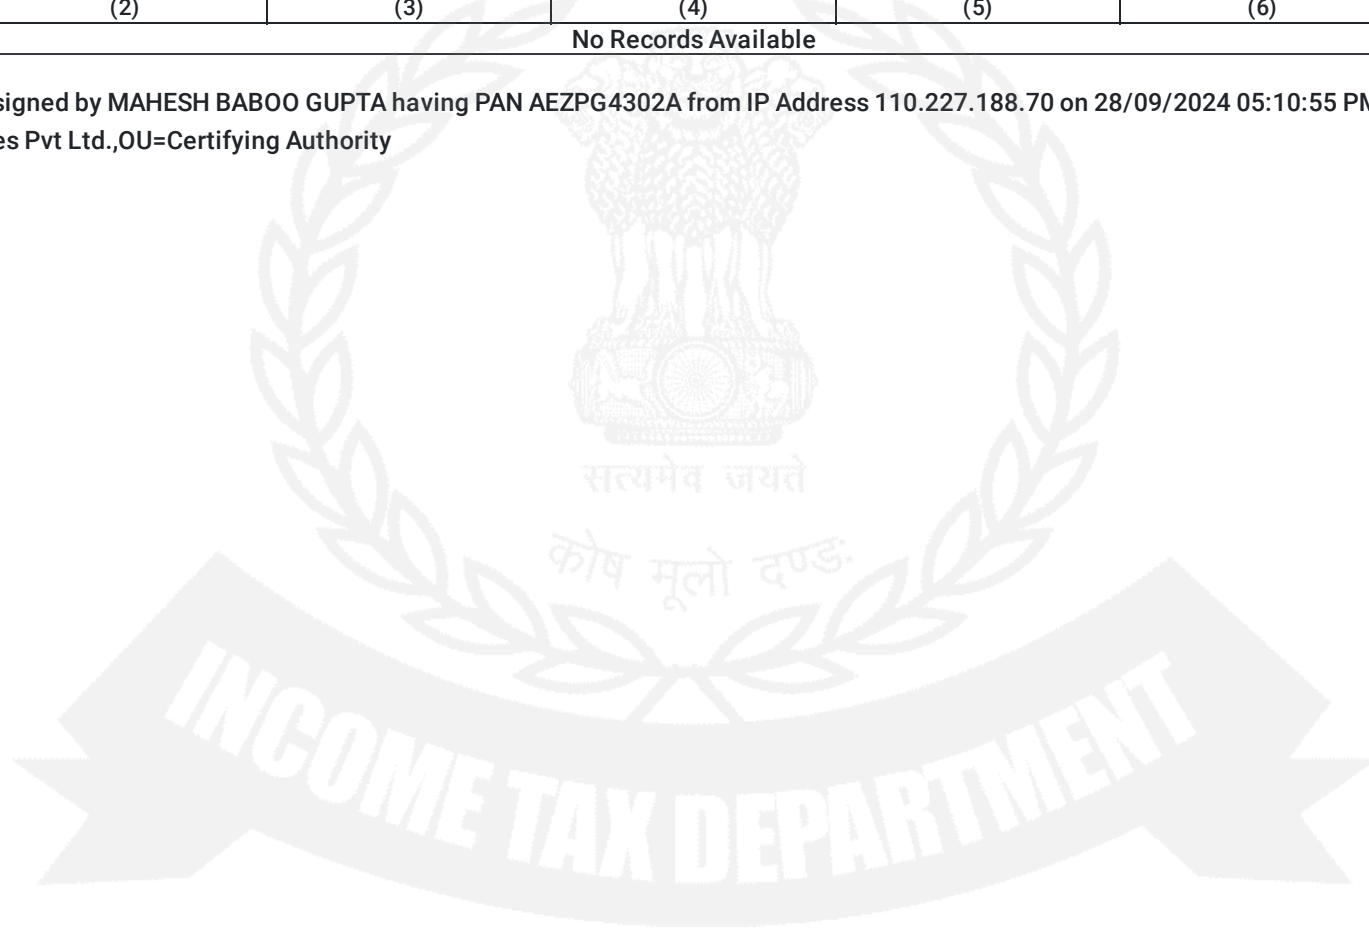 (2) (3) (4) (5) (6)
No Records Available
signed by MAHESH BABOO GUPTA having PAN AEZPG4302A from IP Address 110.227.188.70 on 28/09/2024 05:10:55 PM
es Pvt Ltd.,OU=Certifying Authority
सत्यमेव जयते
कोष मूलो दण्डः
INCOME TAX DEPARTMENT